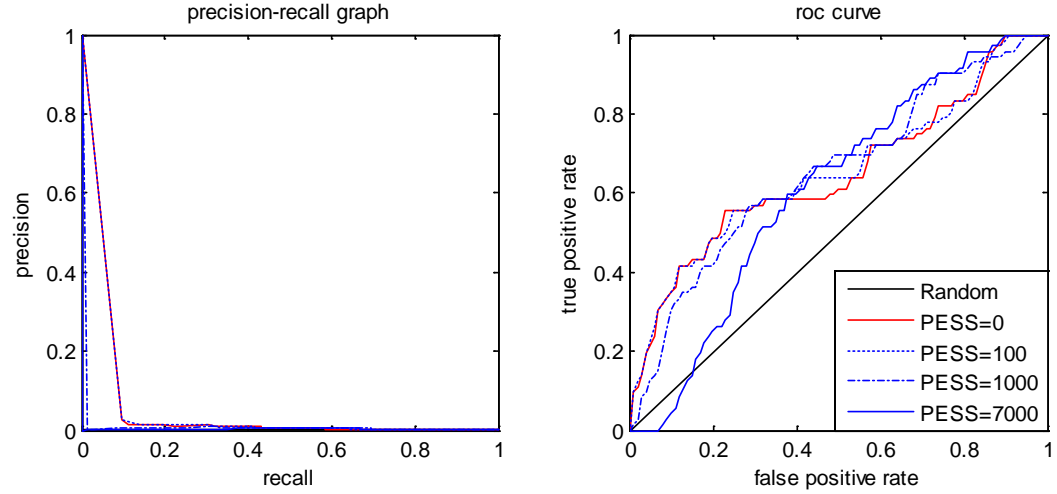 precision-recall graph
1
0.8
0.6
0.4
0.2
0
precision
0
0.2
0.4
0.6
0.8
1
recall
roc curve
1
0.8
0.6
0.4
0.2
0
true positive rate
0
0.2
0.4
0.6
0.8
1
false positive rate
Random
PESS=0
PESS=100
PESS=1000
PESS=7000